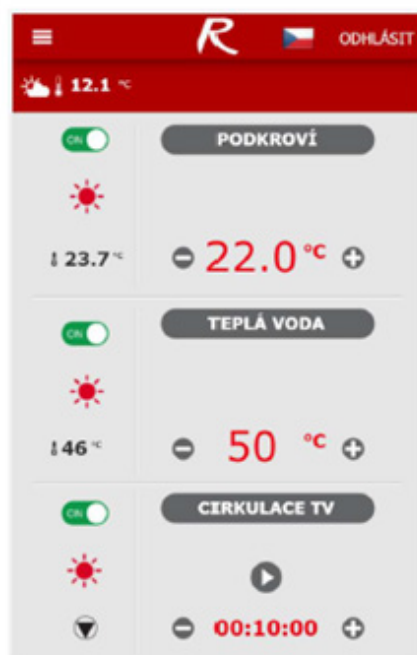 R ODHLÁSIT
12.1 °C
ON PODKROVÍ
23.7 °C 22.0 °C
ON TEPLÁ VODA
46 °C 50 °C
ON CIRKULACE TV
00:10:00